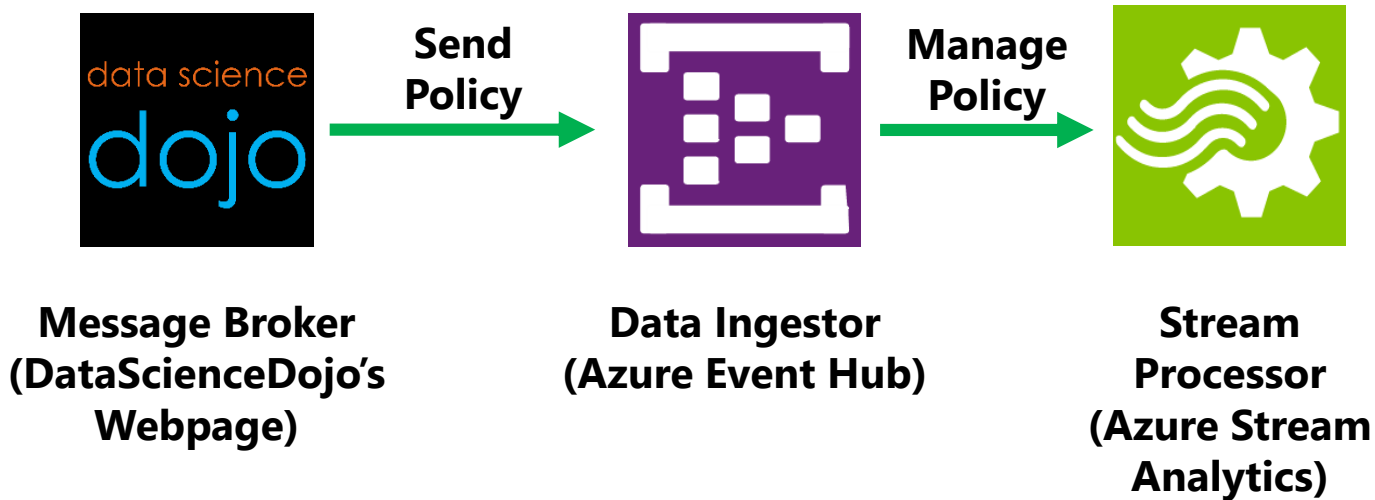 data science
dojo
Send
Policy
Manage
Policy
Message Broker
(DataScienceDojo’s
Webpage)
Data Ingestor
(Azure Event Hub)
Stream
Processor
(Azure Stream
Analytics)